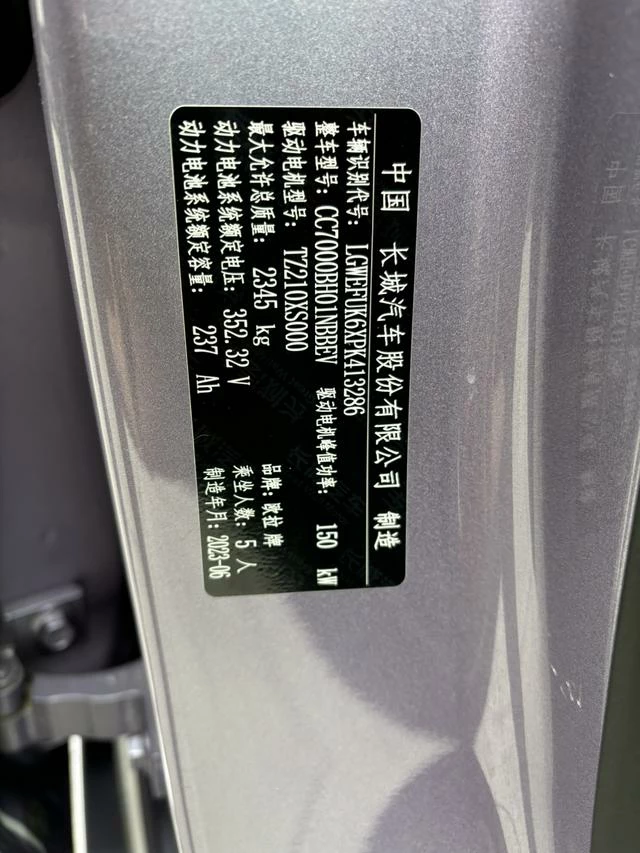 中国 长城汽车股份有限公司 制造
车辆识别代号: LGWEFUK6XPK413286
整车型号: CC7000BH01NBBEV 驱动电机峰值功率: 150 kW
驱动电机型号: TZ210XS000
最大允许总质量: 2345 kg 品牌: 欧拉 牌
动力电池系统额定电压: 352.32 V 乘坐人数: 5 人
动力电池系统额定容量: 237 Ah 制造年月: 2023-06